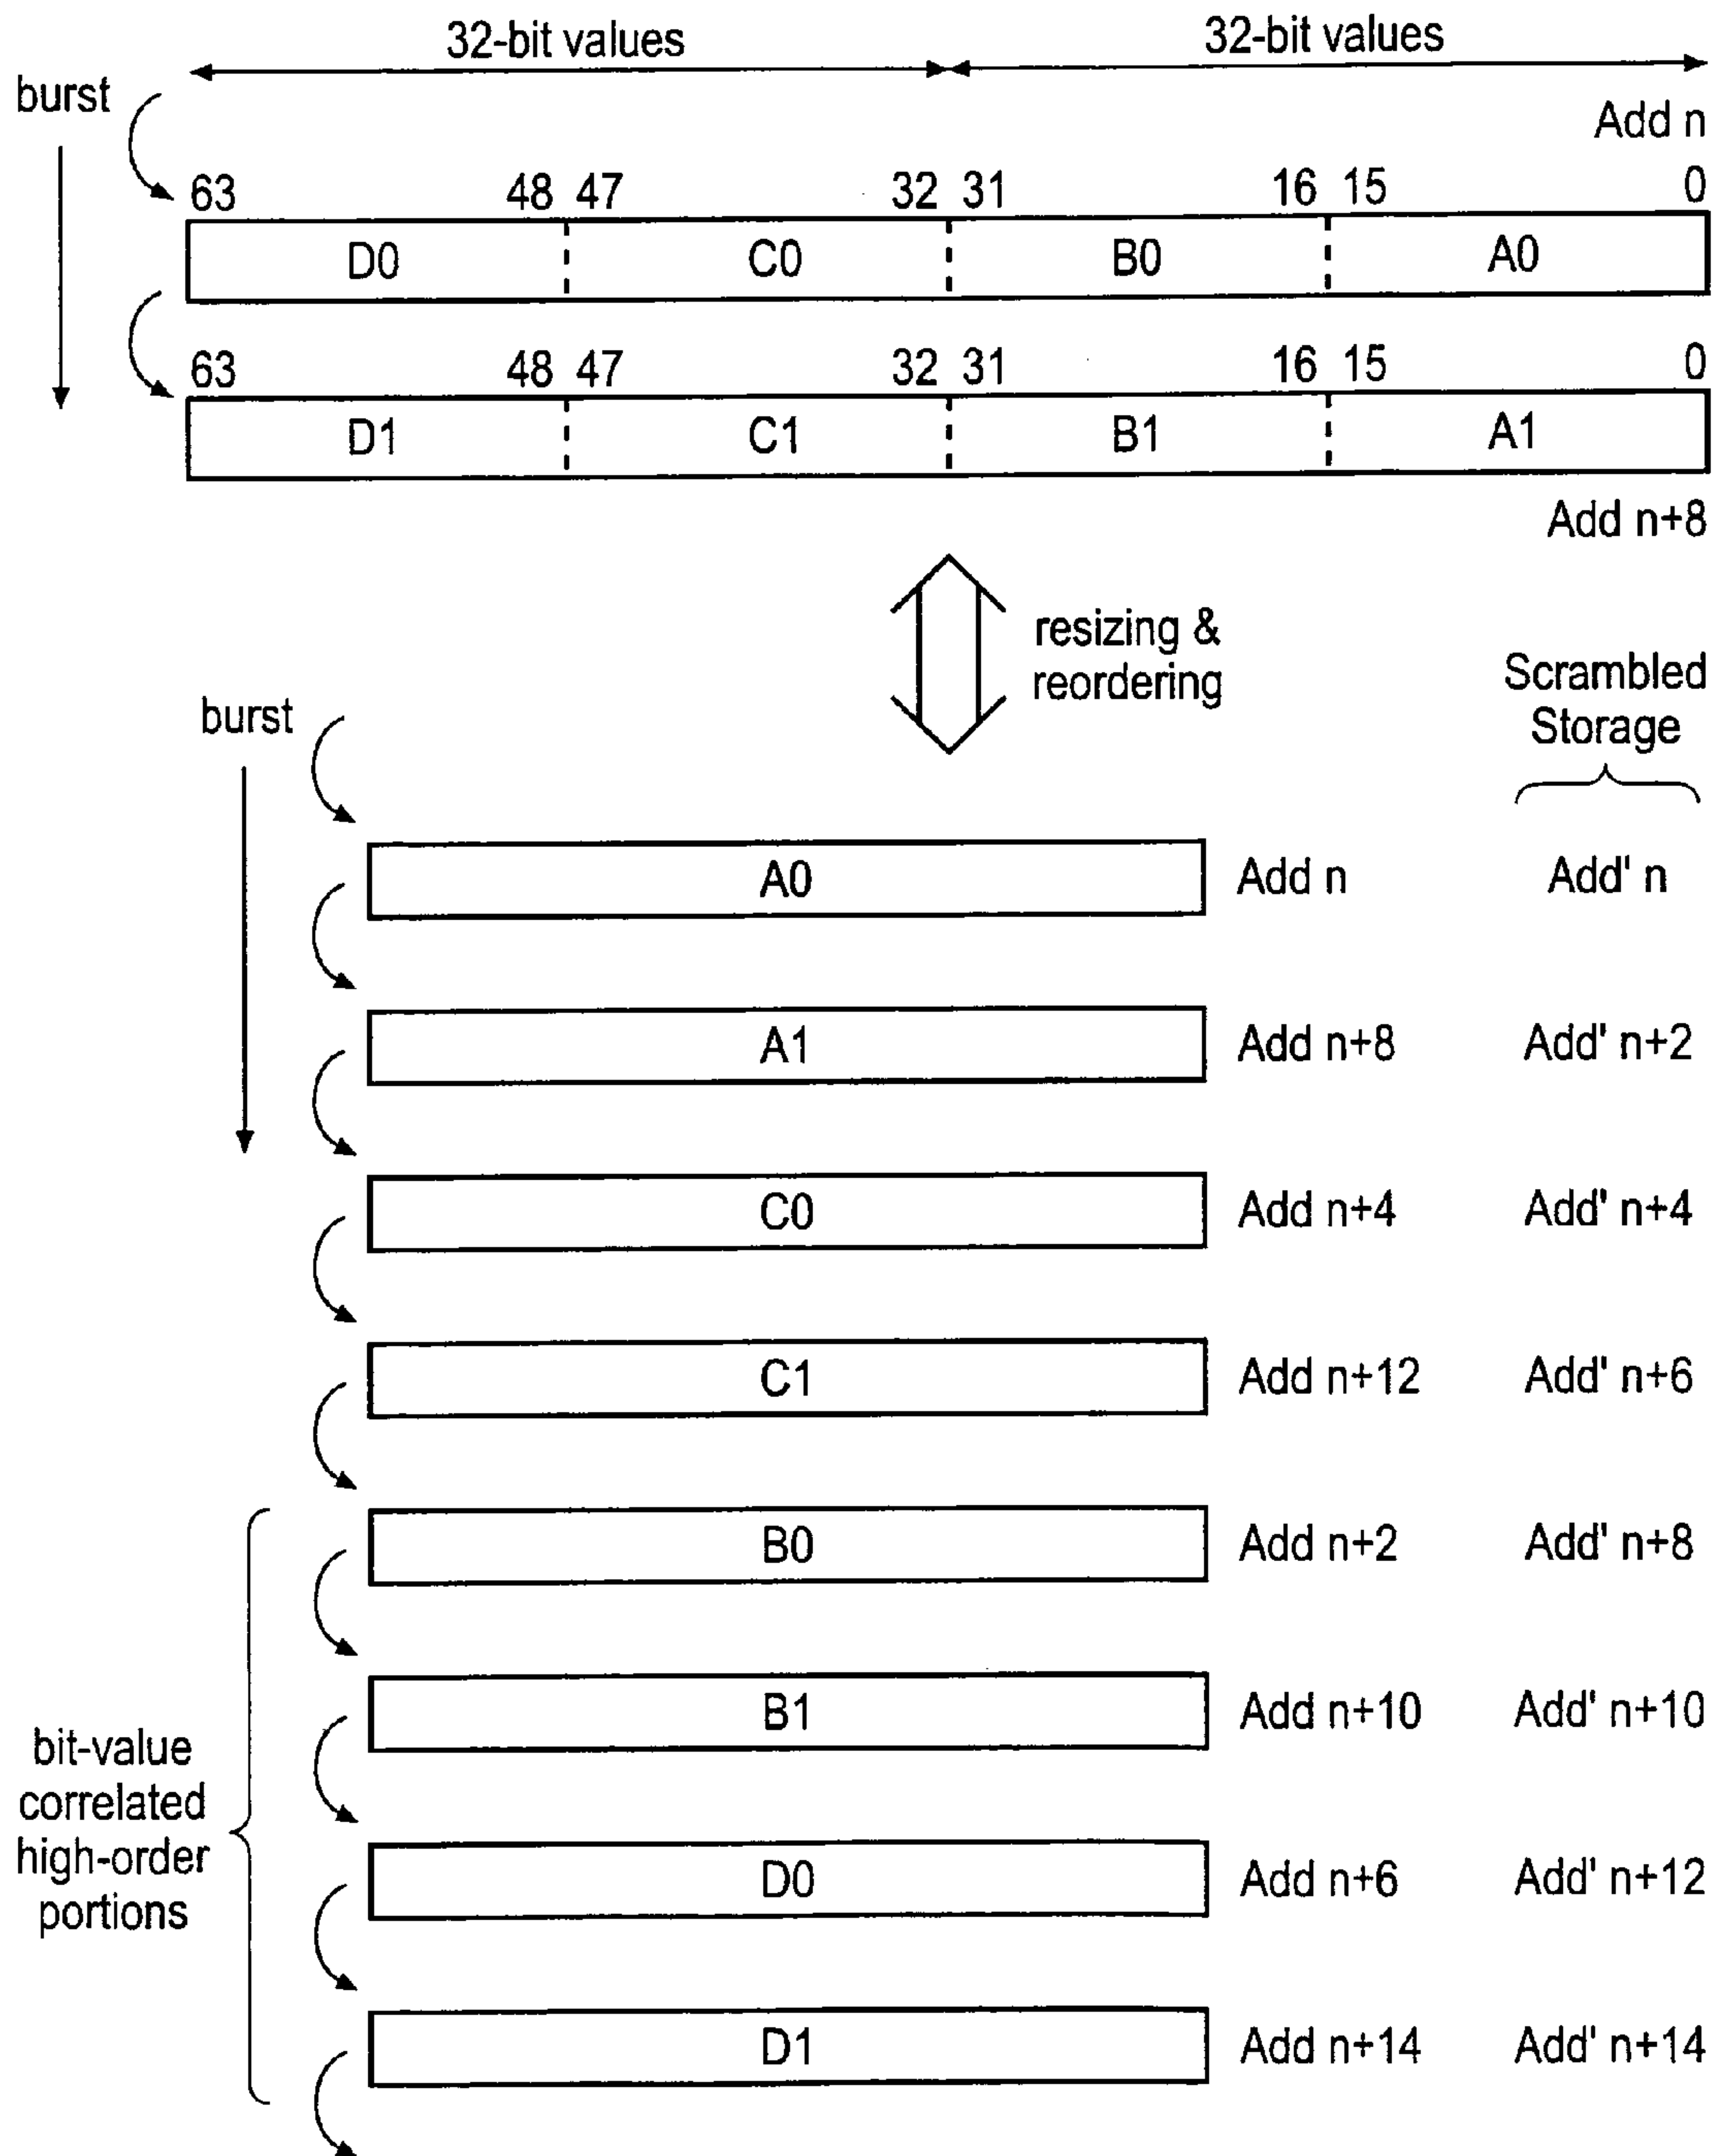 32-bit values 32-bit values
burst
Add n
63 48 47 32 31 16 15 0
D0 C0 B0 A0
63 48 47 32 31 16 15 0
D1 C1 B1 A1
Add n+8
resizing &
reordering
Scrambled
Storage
burst
A0 Add n Add' n
A1 Add n+8 Add' n+2
C0 Add n+4 Add' n+4
C1 Add n+12 Add' n+6
B0 Add n+2 Add' n+8
B1 Add n+10 Add' n+10
bit-value
correlated
high-order
portions
D0 Add n+6 Add' n+12
D1 Add n+14 Add' n+14